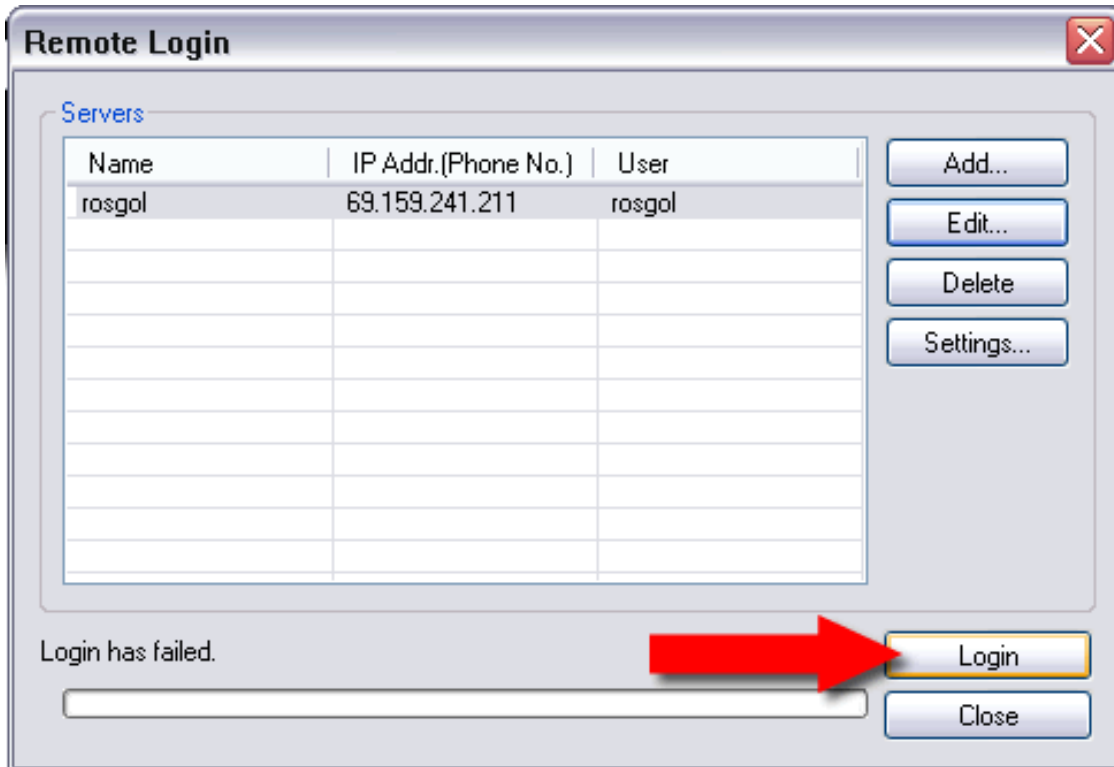 Remote Login
Servers
Name IP Addr.(Phone No.) User
rosgol 69.159.241.211 rosgol
Add...
Edit...
Delete
Settings...
Login has failed.
Login
Close